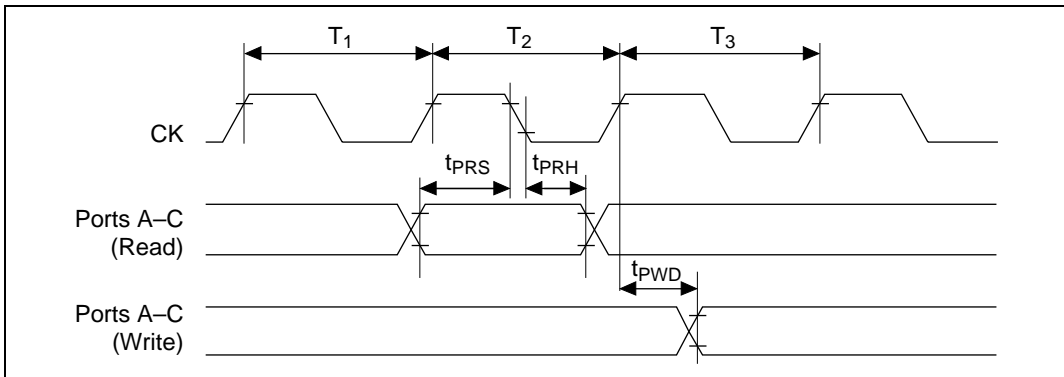 T1
T2
T3
CK
tPRS
tPRH
Ports A–C
(Read)
tPWD
Ports A–C
(Write)